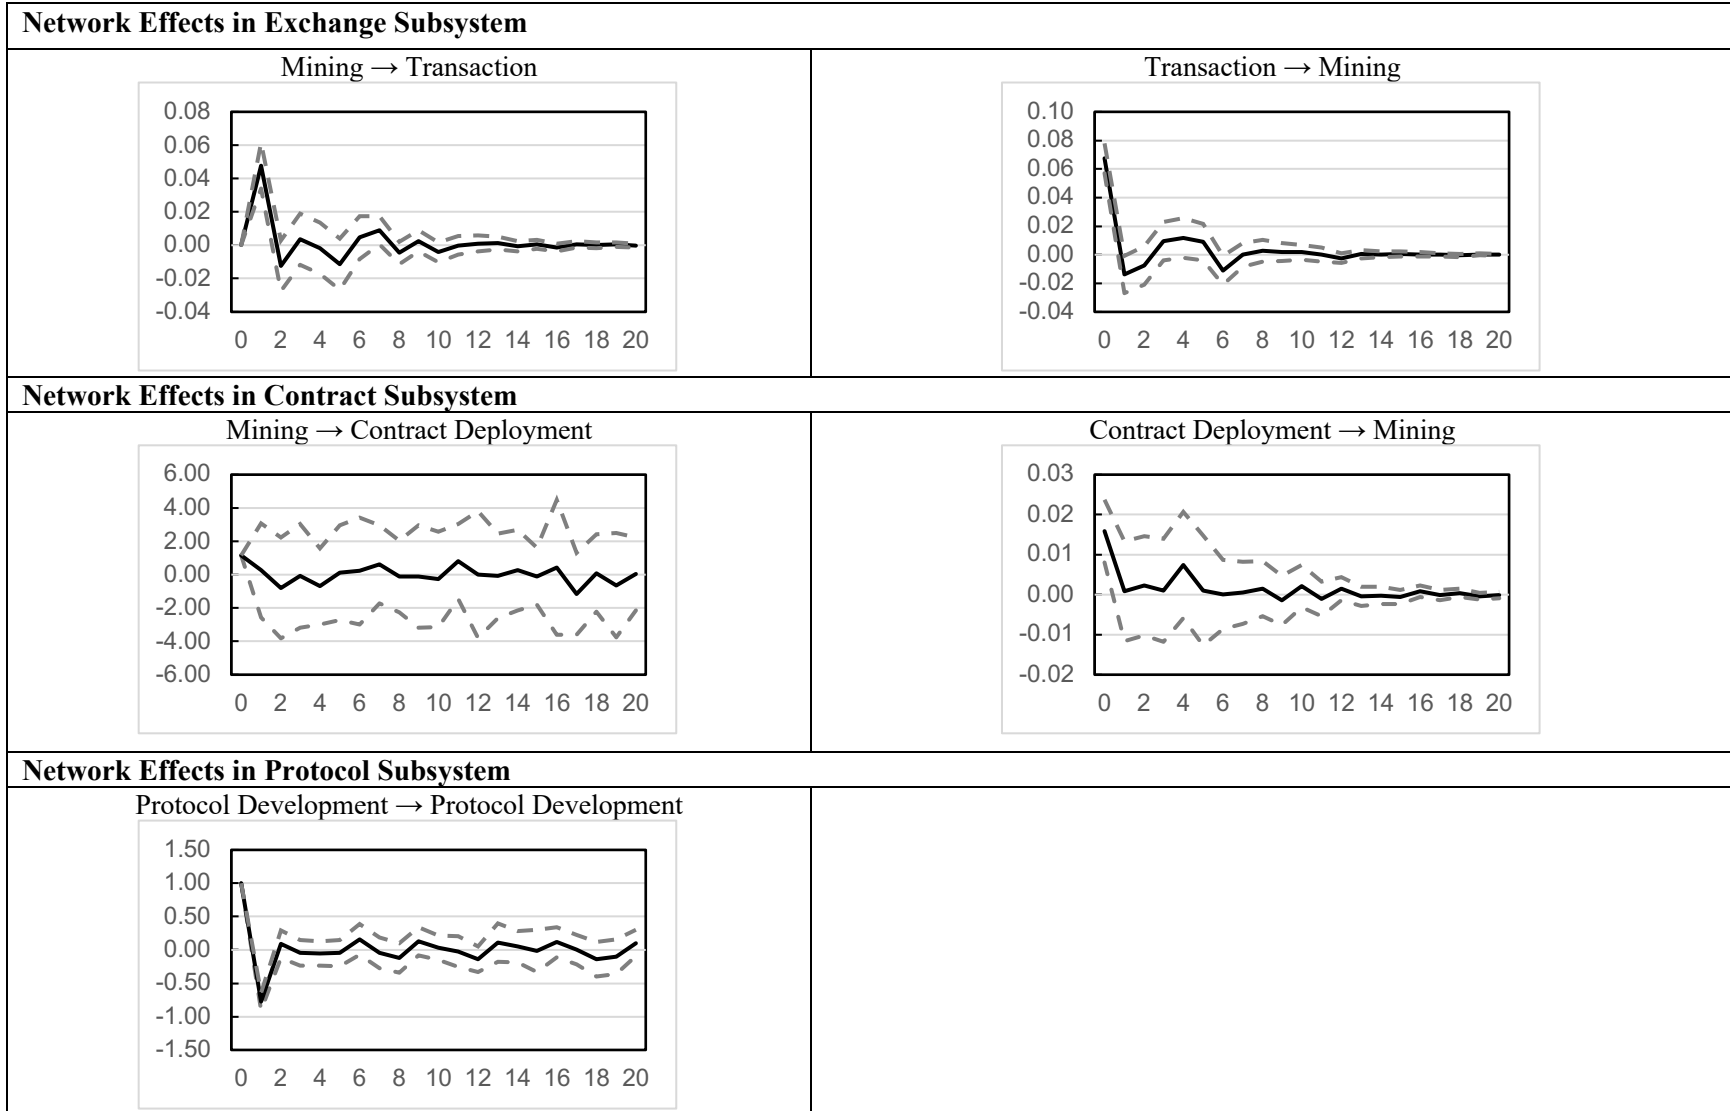 Network Effects in Exchange Subsystem
Mining → Transaction
0.08
0.06
0.04
0.02
0.00
-0.02
-0.04
0 2 4 6 8 10 12 14 16 18 20
Transaction → Mining
0.10
0.08
0.06
0.04
0.02
0.00
-0.02
-0.04
0 2 4 6 8 10 12 14 16 18 20
Network Effects in Contract Subsystem
Mining → Contract Deployment
6.00
4.00
2.00
0.00
-2.00
-4.00
-6.00
0 2 4 6 8 10 12 14 16 18 20
Contract Deployment → Mining
0.03
0.02
0.01
0.00
-0.01
-0.02
0 2 4 6 8 10 12 14 16 18 20
Network Effects in Protocol Subsystem
Protocol Development → Protocol Development
1.50
1.00
0.50
0.00
-0.50
-1.00
-1.50
0 2 4 6 8 10 12 14 16 18 20